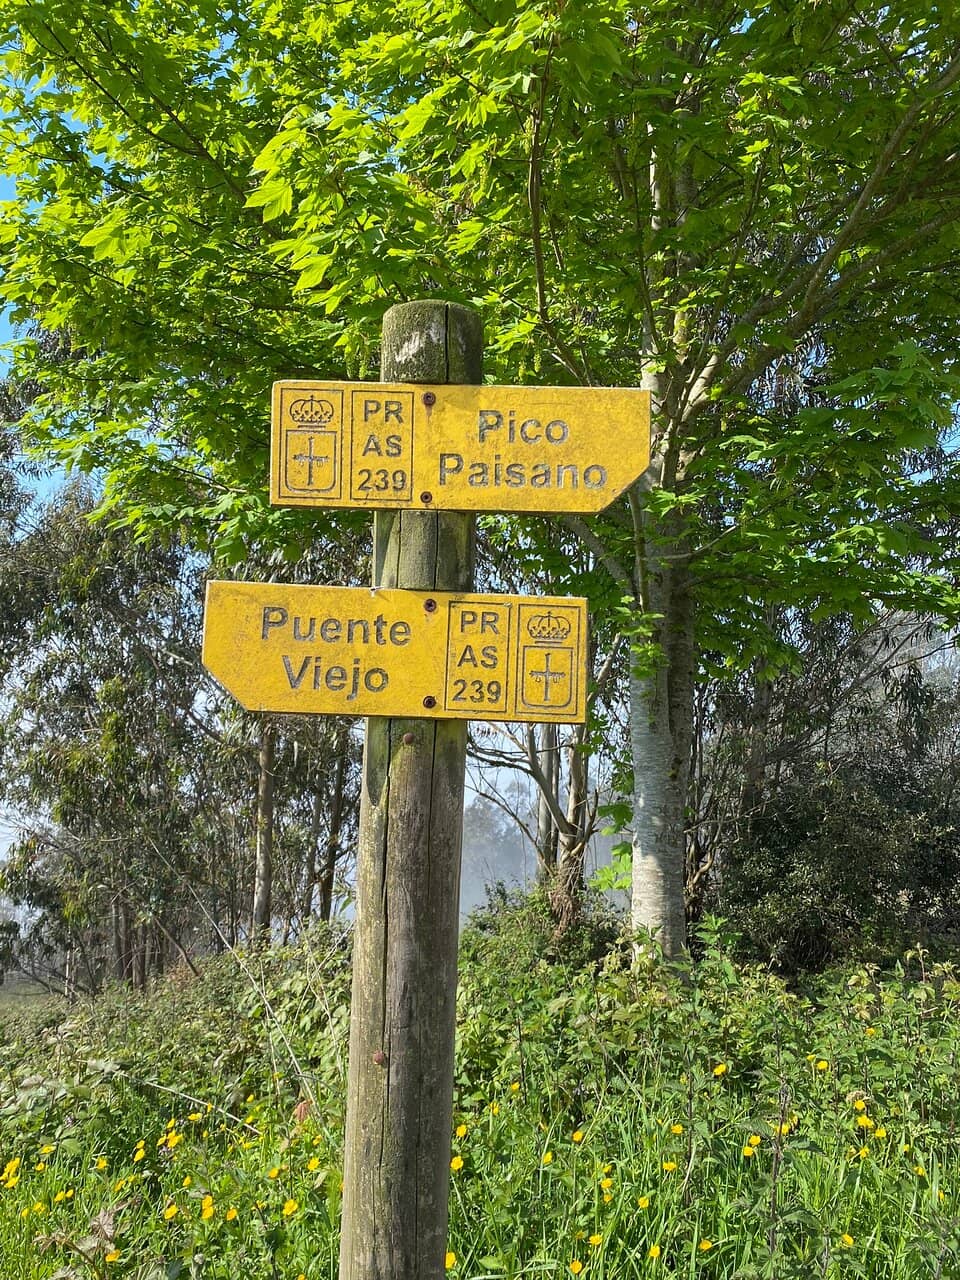 PR
AS
239
Pico
Paisano
Puente
Viejo
PR
AS
239